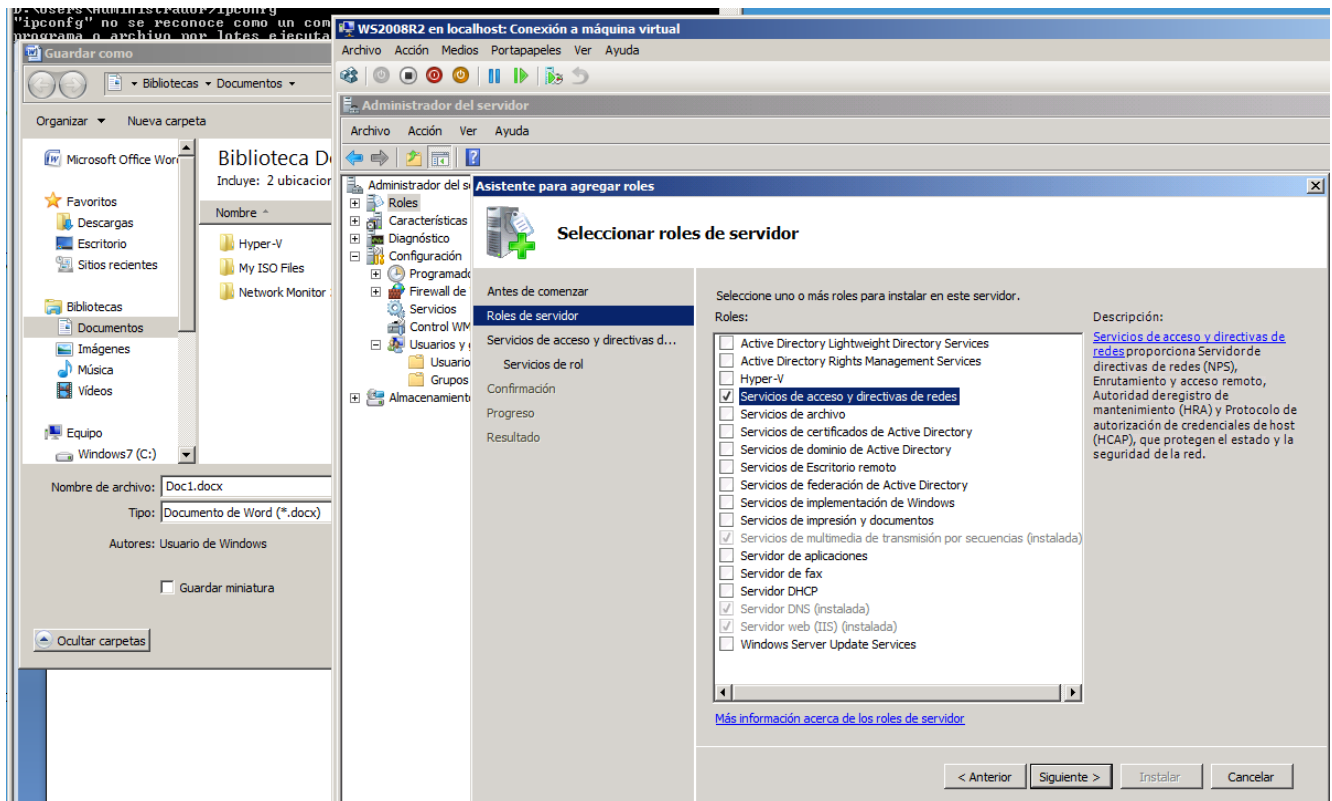 D:\Users\Administrador>ipconfg
"ipconfg" no se reconoce como un com
programa o archivo por lotes ejecuta
Guardar como
Bibliotecas Documentos
Organizar Nueva carpeta
Microsoft Office Wor
Favoritos
Descargas
Escritorio
Sitios recientes
Bibliotecas
Documentos
Imágenes
Música
Vídeos
Equipo
Windows7 (C:)
Biblioteca D
Incluye: 2 ubicacior
Nombre
Hyper-V
My ISO Files
Network Monitor
Nombre de archivo: Doc1.docx
Tipo: Documento de Word (*.docx)
Autores: Usuario de Windows
Guardar miniatura
Ocultar carpetas
WS2008R2 en localhost: Conexión a máquina virtual
Archivo Acción Medios Portapapeles Ver Ayuda
Administrador del servidor
Archivo Acción Ver Ayuda
Administrador del s
Roles
Características
Diagnóstico
Configuración
Programado
Firewall de
Servicios
Control WM
Usuarios y g
Usuario
Grupos
Almacenamient
Asistente para agregar roles
Seleccionar roles de servidor
Antes de comenzar
Roles de servidor
Servicios de acceso y directivas d...
Servicios de rol
Confirmación
Progreso
Resultado
Seleccione uno o más roles para instalar en este servidor.
Roles:
Active Directory Lightweight Directory Services
Active Directory Rights Management Services
Hyper-V
Servicios de acceso y directivas de redes
Servicios de archivo
Servicios de certificados de Active Directory
Servicios de dominio de Active Directory
Servicios de Escritorio remoto
Servicios de federación de Active Directory
Servicios de implementación de Windows
Servicios de impresión y documentos
Servicios de multimedia de transmisión por secuencias (instalada)
Servidor de aplicaciones
Servidor de fax
Servidor DHCP
Servidor DNS (instalada)
Servidor web (IIS) (instalada)
Windows Server Update Services
Más información acerca de los roles de servidor
Descripción:
Servicios de acceso y directivas de
redes proporciona Servidor de
directivas de redes (NPS),
Enrutamiento y acceso remoto,
Autoridad de registro de
mantenimiento (HRA) y Protocolo de
autorización de credenciales de host
(HCAP), que protegen el estado y la
seguridad de la red.
< Anterior Siguiente > Instalar Cancelar